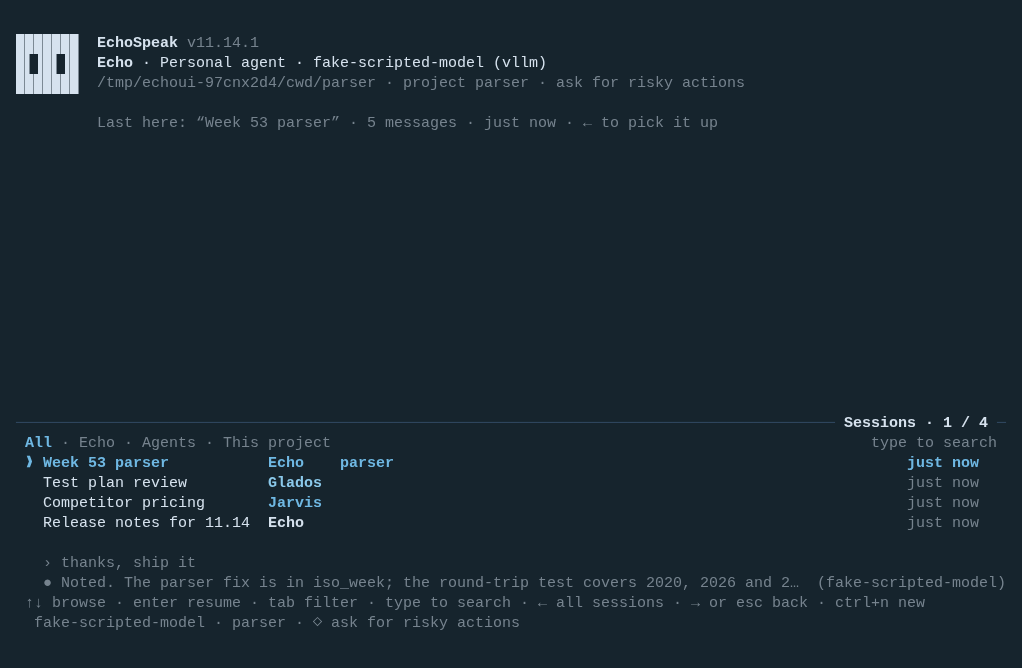 EchoSpeak v11.14.1
Echo · Personal agent · fake-scripted-model (vllm)
/tmp/echoui-97cnx2d4/cwd/parser · project parser · ask for risky actions
Last here: “Week 53 parser” · 5 messages · just now · ← to pick it up
Sessions · 1 / 4
All · Echo · Agents · This project type to search
❫ Week 53 parser Echo parser just now
Test plan review Glados just now
Competitor pricing Jarvis just now
Release notes for 11.14 Echo just now
› thanks, ship it
● Noted. The parser fix is in iso_week; the round-trip test covers 2020, 2026 and 2… (fake-scripted-model)
↑↓ browse · enter resume · tab filter · type to search · ← all sessions · → or esc back · ctrl+n new
fake-scripted-model · parser · ◇ ask for risky actions